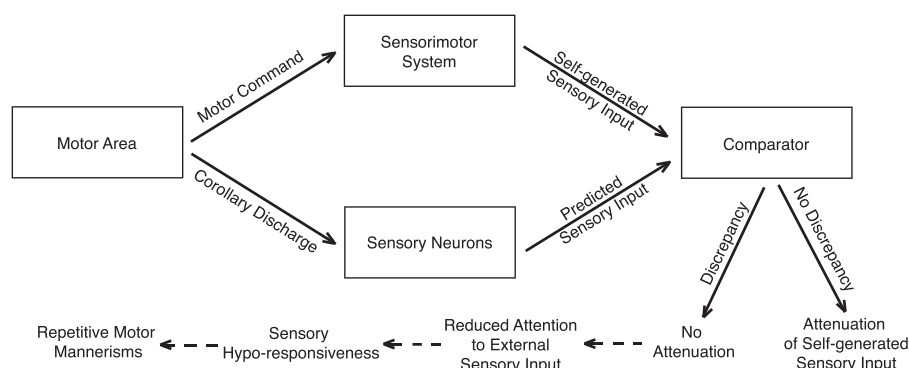 Sensorimotor
System
Motor Command
Self-generated
Sensory Input
Motor Area
Comparator
Corollary Discharge
Predicted
Sensory Input
Sensory Neurons
Discrepancy
No Discrepancy
Repetitive Motor
Mannerisms
Sensory
Hypo-responsiveness
Reduced Attention
to External
Sensory Input
No
Attenuation
Attenuation
of Self-generated
Sensory Input